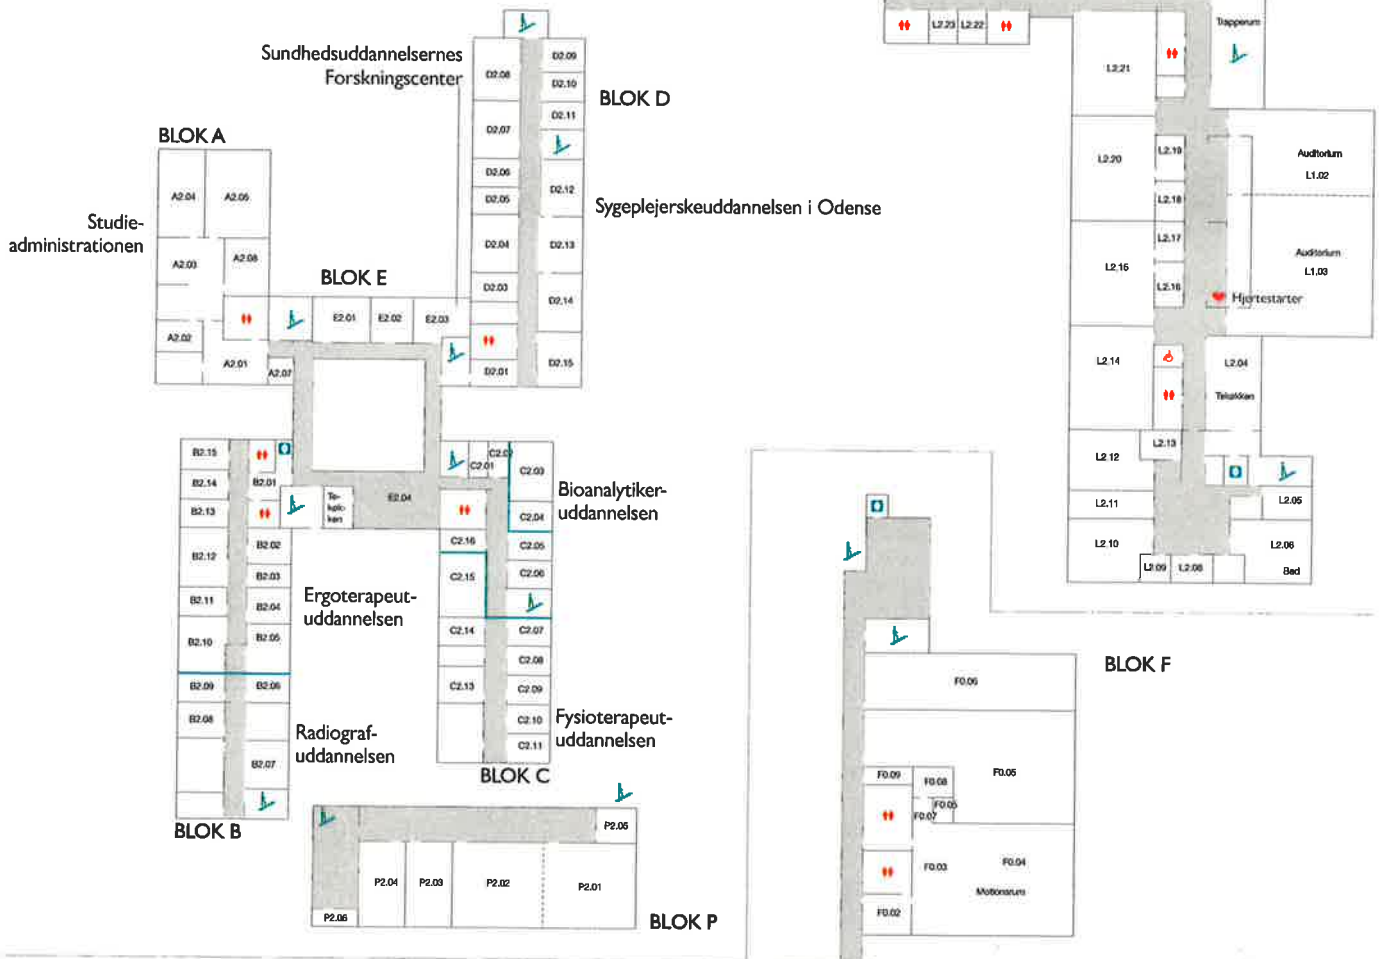 Sundhedsuddannelsernes
Forskningscenter
BLOK D
D2.08
D2.07
D2.06
D2.05
D2.04
D2.03
D2.01
D2.09
D2.10
D2.11
D2.12
D2.13
D2.14
D2.15
Sygeplejerskeuddannelsen i Odense
BLOK A
A2.04
A2.05
A2.03
A2.08
A2.02
A2.01
A2.07
Studie-
administrationen
BLOK E
E2.01
E2.02
E2.03
E2.04
Te-
køk-
ken
B2.15
B2.14
B2.13
B2.12
B2.11
B2.10
B2.09
B2.08
B2.01
B2.02
B2.03
B2.04
B2.05
B2.06
B2.07
BLOK B
Ergoterapeut-
uddannelsen
Radiograf-
uddannelsen
C2.01
C2.02
C2.03
C2.04
C2.05
C2.06
C2.07
C2.08
C2.09
C2.10
C2.11
C2.16
C2.15
C2.14
C2.13
BLOK C
Bioanalytiker-
uddannelsen
Fysioterapeut-
uddannelsen
P2.05
P2.04
P2.03
P2.02
P2.01
P2.06
BLOK P
L2.23
L2.22
Trapperum
L2.21
L2.20
L2.19
L2.18
L2.17
L2.16
L2.15
Auditorium
L1.02
Auditorium
L1.03
Hjertestarter
L2.14
L2.04
Tekøkken
L2.13
L2.12
L2.11
L2.10
L2.05
L2.06
Bad
L2.09
L2.08
BLOK F
F0.06
F0.05
F0.09
F0.08
F0.05
F0.07
F0.03
F0.04
Motionsrum
F0.02